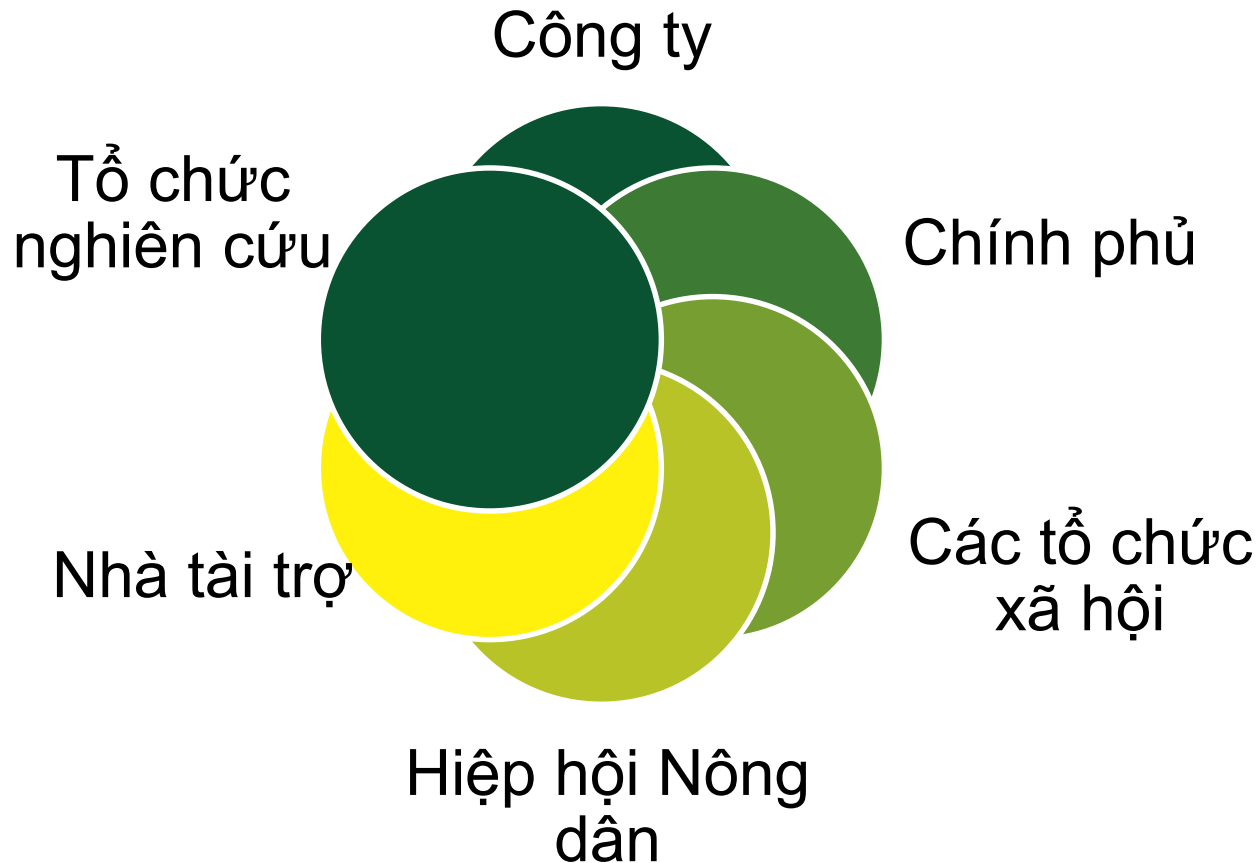 Công ty
Tổ chức
nghiên cứu
Chính phủ
Nhà tài trợ
Các tổ chức
xã hội
Hiệp hội Nông
dân